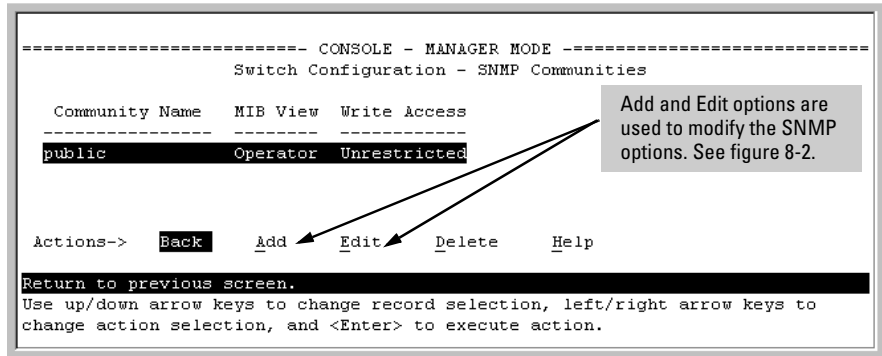 ===========================- CONSOLE - MANAGER MODE -============================
Switch Configuration - SNMP Communities
Community Name MIB View Write Access
--------------- -------- ------------
public Operator Unrestricted
Add and Edit options are
used to modify the SNMP
options. See figure 8-2.
Actions-> Back Add Edit Delete Help
Return to previous screen.
Use up/down arrow keys to change record selection, left/right arrow keys to
change action selection, and <Enter> to execute action.